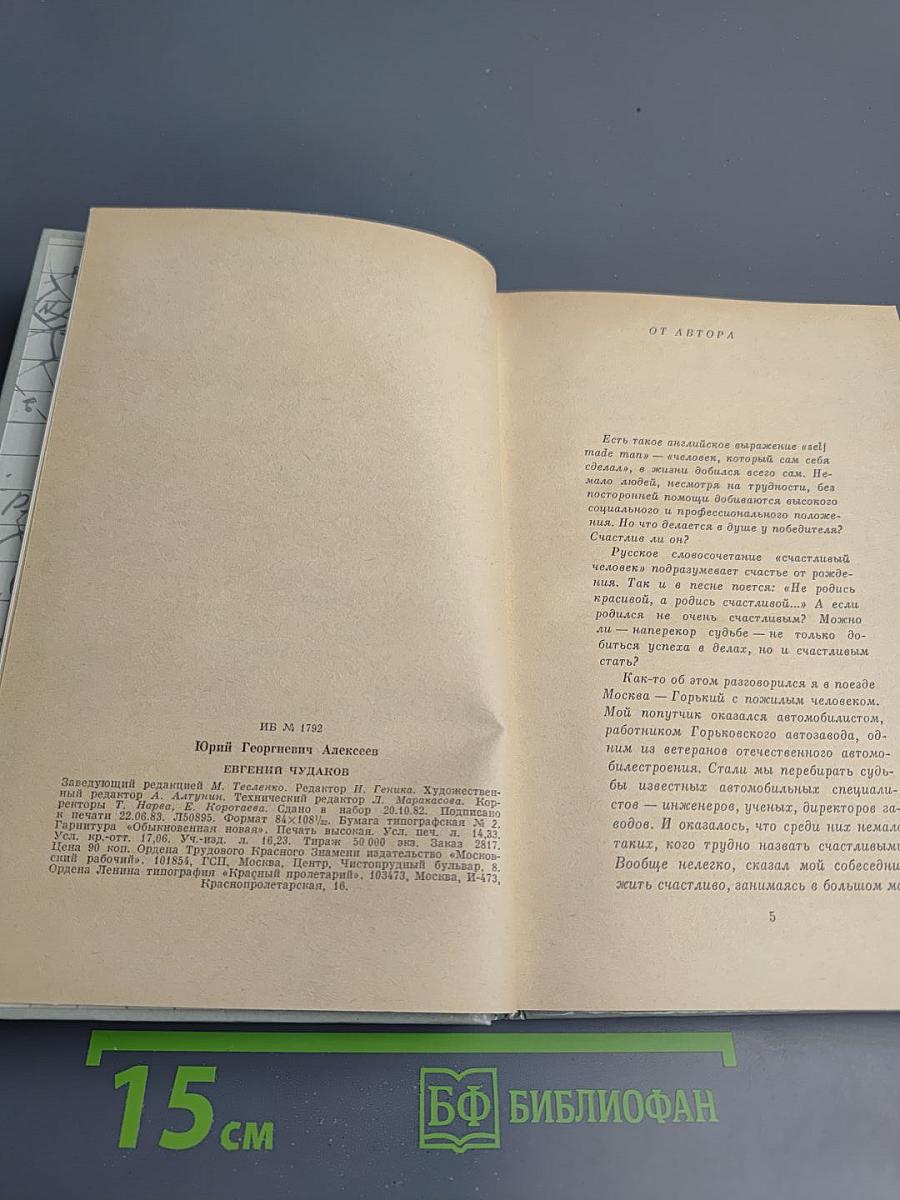 ИБ № 1792
Юрий Георгиевич Алексеев
ЕВГЕНИЙ ЧУДАКОВ
Заведующий редакцией М. Тесленко. Редактор И. Геника. Художествен-
ный редактор А. Алтунин. Технический редактор Л. Маракасова. Кор-
ректоры Т. Нарва, Е. Коротаева. Сдано в набор 20.10.82. Подписано
к печати 22.06.83. Л50895. Формат 84×108¹/₃₂. Бумага типографская № 2.
Гарнитура «Обыкновенная новая». Печать высокая. Усл. печ. л. 14,33.
Усл. кр.-отт. 17,06. Уч.-изд. л. 16,23. Тираж 50 000 экз. Заказ 2817.
Цена 90 коп. Ордена Трудового Красного Знамени издательство «Москов-
ский рабочий». 101854, ГСП, Москва, Центр, Чистопрудный бульвар, 8.
Ордена Ленина типография «Красный пролетарий». 103473, Москва, И-473,
Краснопролетарская, 16.
ОТ АВТОРА
Есть такое английское выражение «self
made man» — «человек, который сам себя
сделал», в жизни добился всего сам. Не-
мало людей, несмотря на трудности, без
посторонней помощи добиваются высокого
социального и профессионального положе-
ния. Но что делается в душе у победителя?
Счастлив ли он?
Русское словосочетание «счастливый
человек» подразумевает счастье от рожде-
ния. Так и в песне поется: «Не родись
красивой, а родись счастливой...» А если
родился не очень счастливым? Можно
ли — наперекор судьбе — не только до-
биться успеха в делах, но и счастливым
стать?
Как-то об этом разговорился я в поезде
Москва — Горький с пожилым человеком.
Мой попутчик оказался автомобилистом,
работником Горьковского автозавода, од-
ним из ветеранов отечественного автомо-
билестроения. Стали мы перебирать судь-
бы известных автомобильных специали-
стов — инженеров, ученых, директоров за-
водов. И оказалось, что среди них немало
таких, кого трудно назвать счастливыми
Вообще нелегко, сказал мой собеседни
жить счастливо, занимаясь в большом ма
5
15 см
БФ БИБЛИОФАН